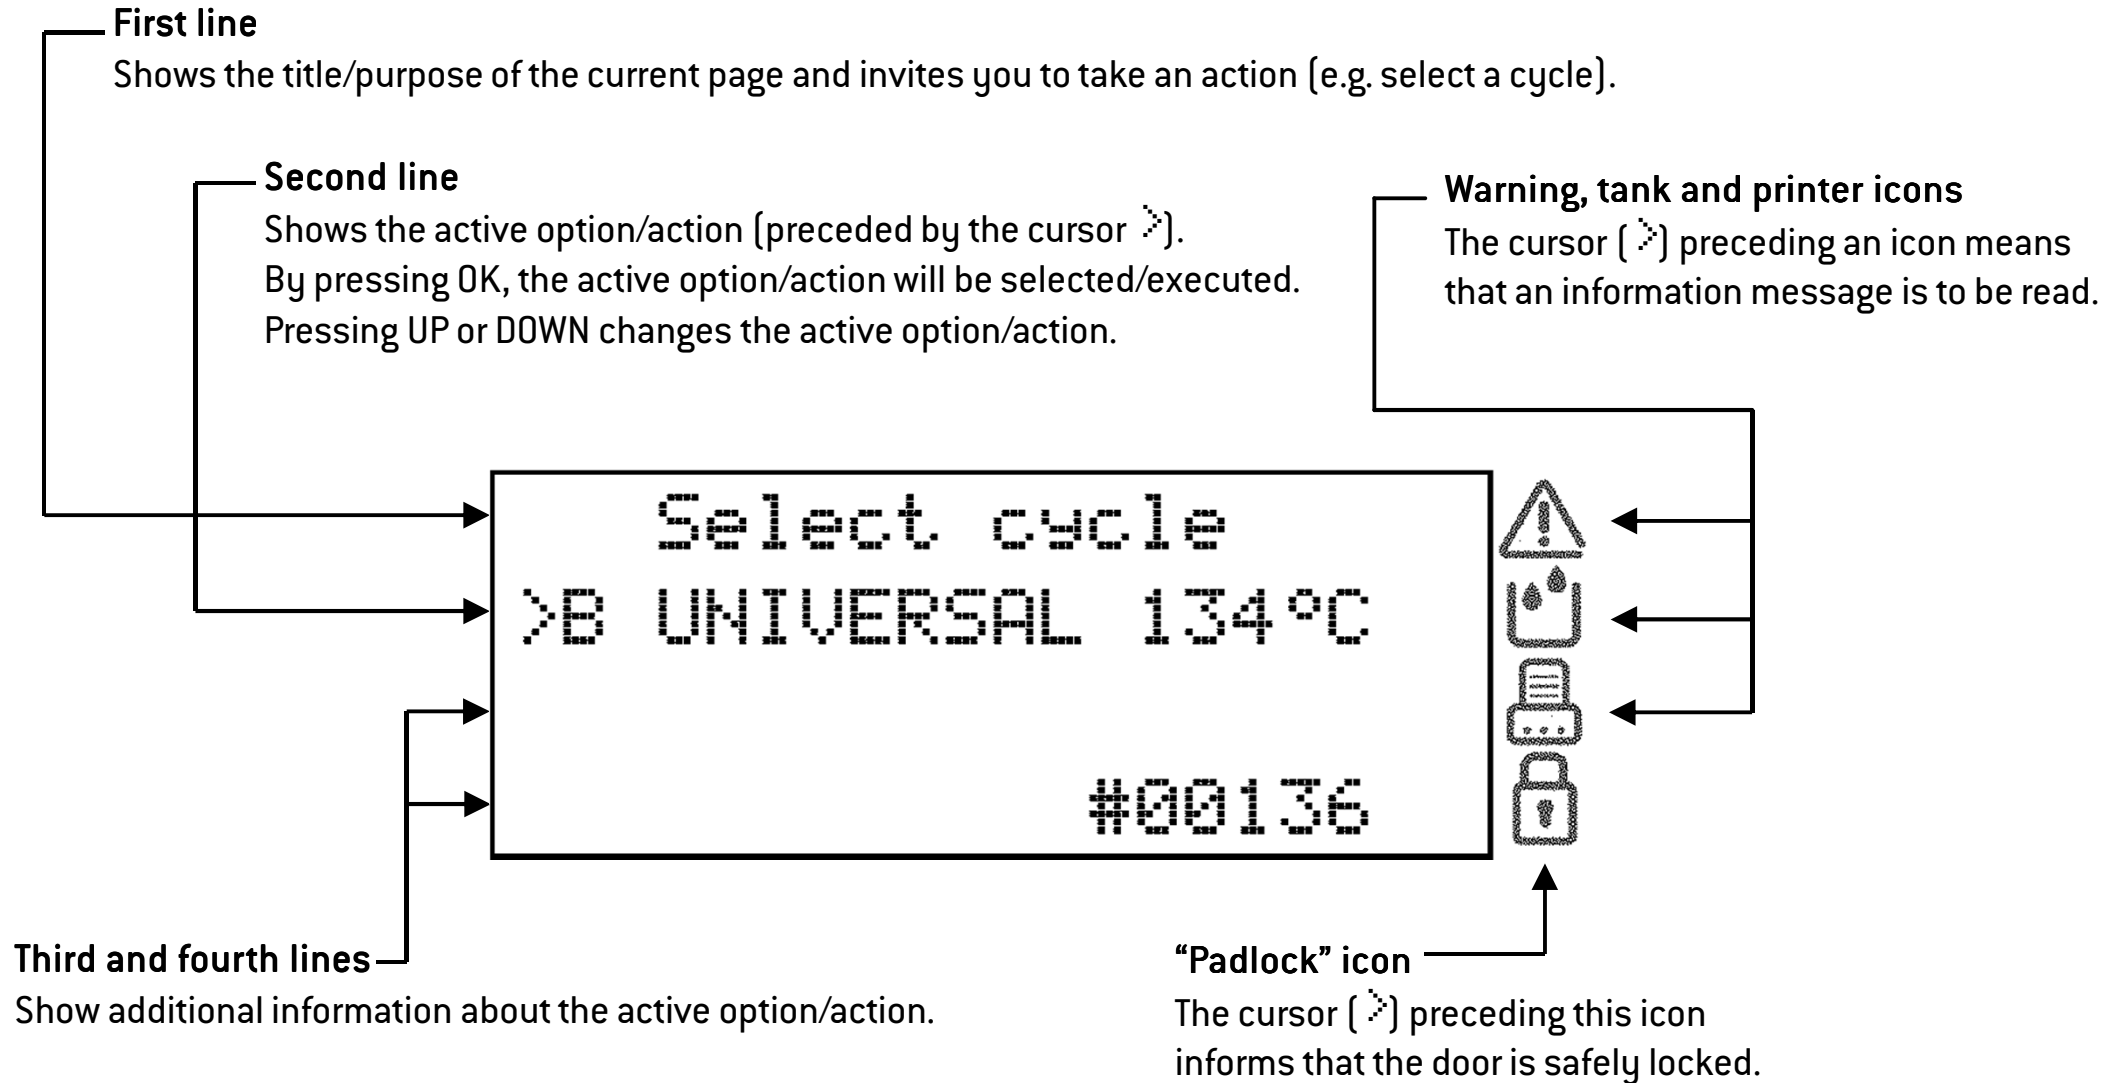 First line
Shows the title/purpose of the current page and invites you to take an action (e.g. select a cycle).
Second line
Shows the active option/action (preceded by the cursor >).
By pressing OK, the active option/action will be selected/executed.
Pressing UP or DOWN changes the active option/action.
Warning, tank and printer icons
The cursor ( >) preceding an icon means
that an information message is to be read.
Select cycle
>B UNIVERSAL 134°C
#00136
Third and fourth lines
Show additional information about the active option/action.
“Padlock” icon
The cursor ( >) preceding this icon
informs that the door is safely locked.